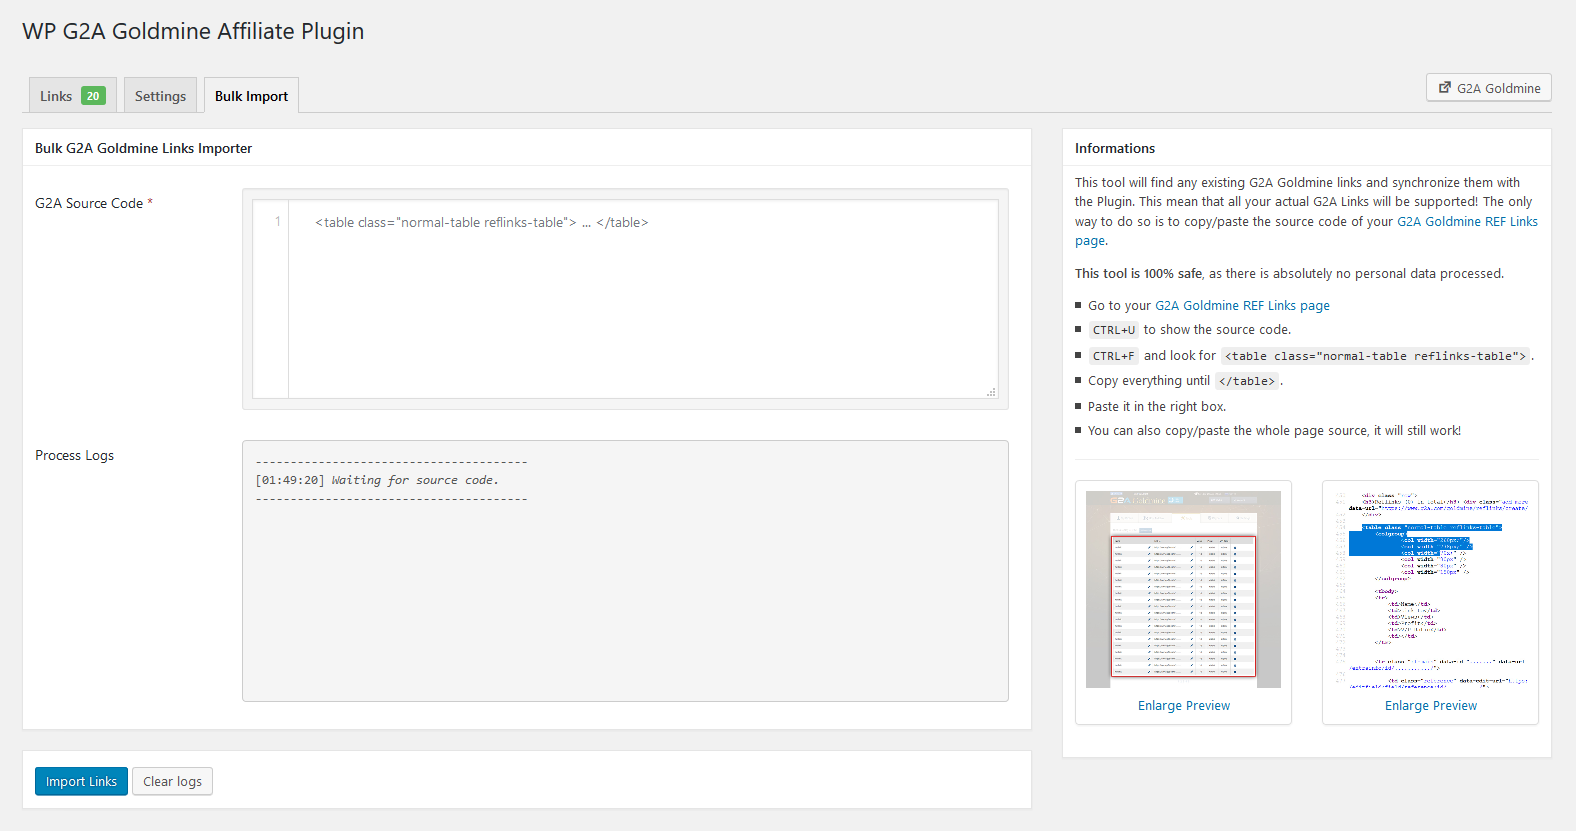 WP G2A Goldmine Affiliate Plugin
Links 20
Settings
Bulk Import
G2A Goldmine
Bulk G2A Goldmine Links Importer
G2A Source Code *
1 <table class="normal-table reflinks-table"> ... </table>
Process Logs
---------------------------------------
[01:49:20] Waiting for source code.
---------------------------------------
Import Links
Clear logs
Informations
This tool will find any existing G2A Goldmine links and synchronize them with
the Plugin. This mean that all your actual G2A Links will be supported! The only
way to do so is to copy/paste the source code of your G2A Goldmine REF Links
page.
This tool is 100% safe, as there is absolutely no personal data processed.
Go to your G2A Goldmine REF Links page
CTRL+U to show the source code.
CTRL+F and look for <table class="normal-table reflinks-table">.
Copy everything until </table>.
Paste it in the right box.
You can also copy/paste the whole page source, it will still work!
Enlarge Preview
Enlarge Preview